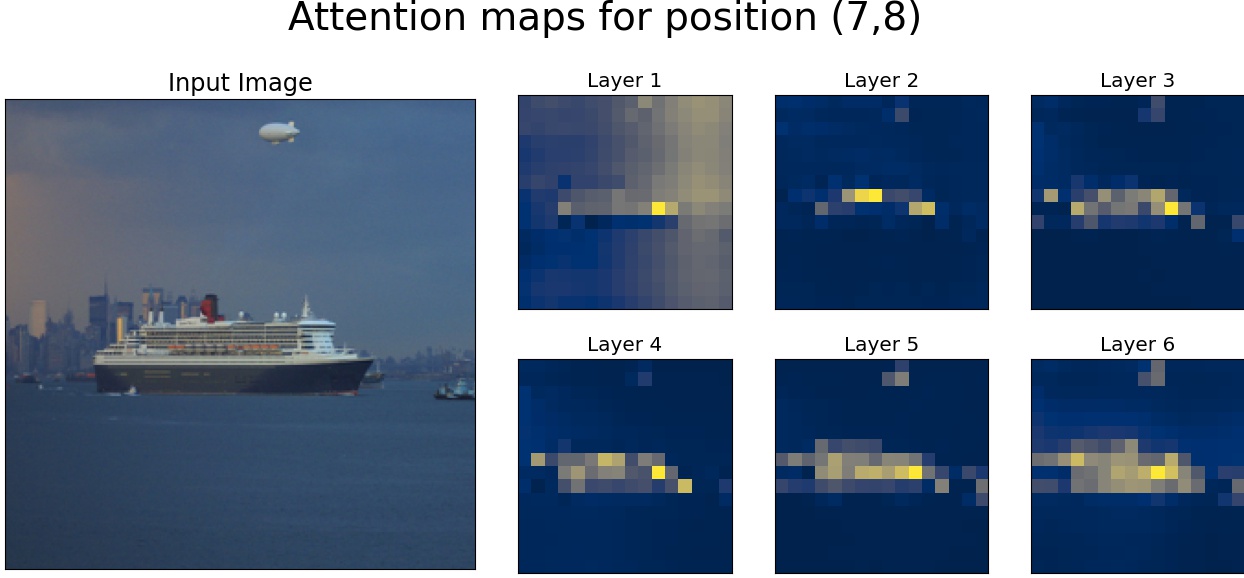 Attention maps for position (7,8)
Input Image
Layer 1
Layer 2
Layer 3
Layer 4
Layer 5
Layer 6